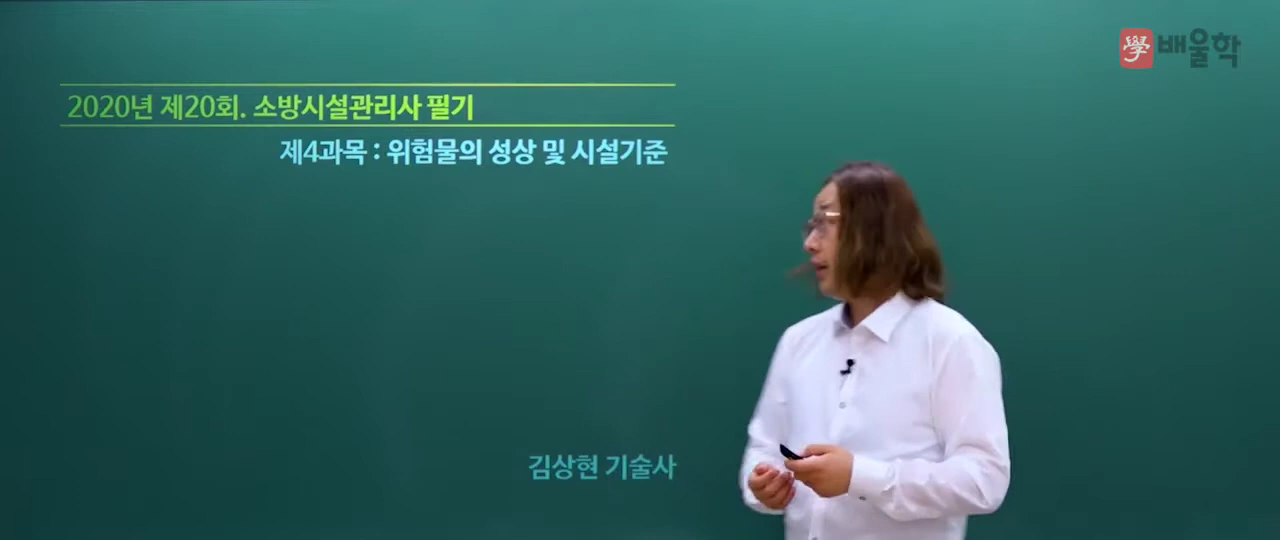 學 배울학
2020년 제20회. 소방시설관리사 필기
제4과목 : 위험물의 성상 및 시설기준
김상현 기술사